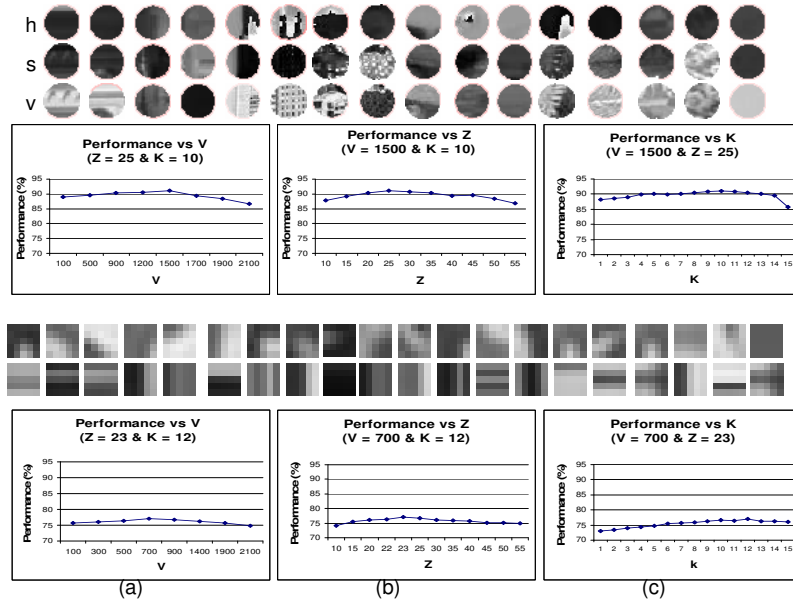 h
s
v
Performance vs V
(Z = 25 & K = 10)
Performance (%)
95
90
85
80
75
70
100 500 900 1200 1500 1700 1900 2100
V
Performance vs Z
(V = 1500 & K = 10)
Performance (%)
95
90
85
80
75
70
10 15 20 25 30 35 40 45 50 55
Z
Performance vs K
(V = 1500 & Z = 25)
Performance (%)
95
90
85
80
75
70
1 2 3 4 5 6 7 8 9 10 11 12 13 14 15
K
Performance vs V
(Z = 23 & K = 12)
Performance (%)
95
90
85
80
75
70
100 300 500 700 900 1400 1900 2100
V
Performance vs Z
(V = 700 & K = 12)
Performance (%)
95
90
85
80
75
70
10 15 20 22 23 25 30 35 40 45 50 55
Z
Performance vs K
(V = 700 & Z = 23)
Performance (%)
95
90
85
80
75
70
1 2 3 4 5 6 7 8 9 10 11 12 13 14 15
k
(a)
(b)
(c)